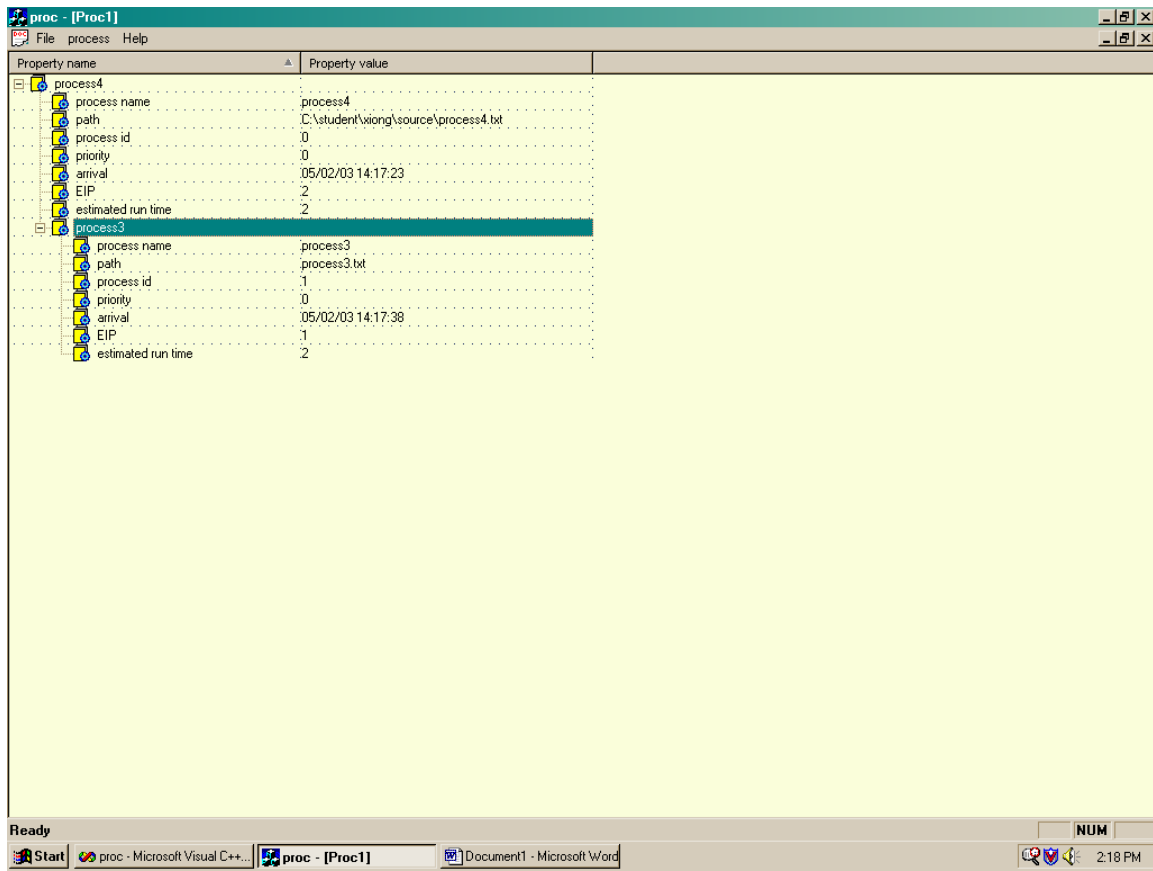 proc - [Proc1]
File process Help
Property name Property value
process4
process name process4
path C:\student\xiong\source\process4.txt
process id 0
priority 0
arrival 05/02/03 14:17:23
EIP 2
estimated run time 2
process3
process name process3
path process3.txt
process id 1
priority 0
arrival 05/02/03 14:17:38
EIP 1
estimated run time 2
Ready NUM
Start proc - Microsoft Visual C++... proc - [Proc1] Document1 - Microsoft Word 2:18 PM